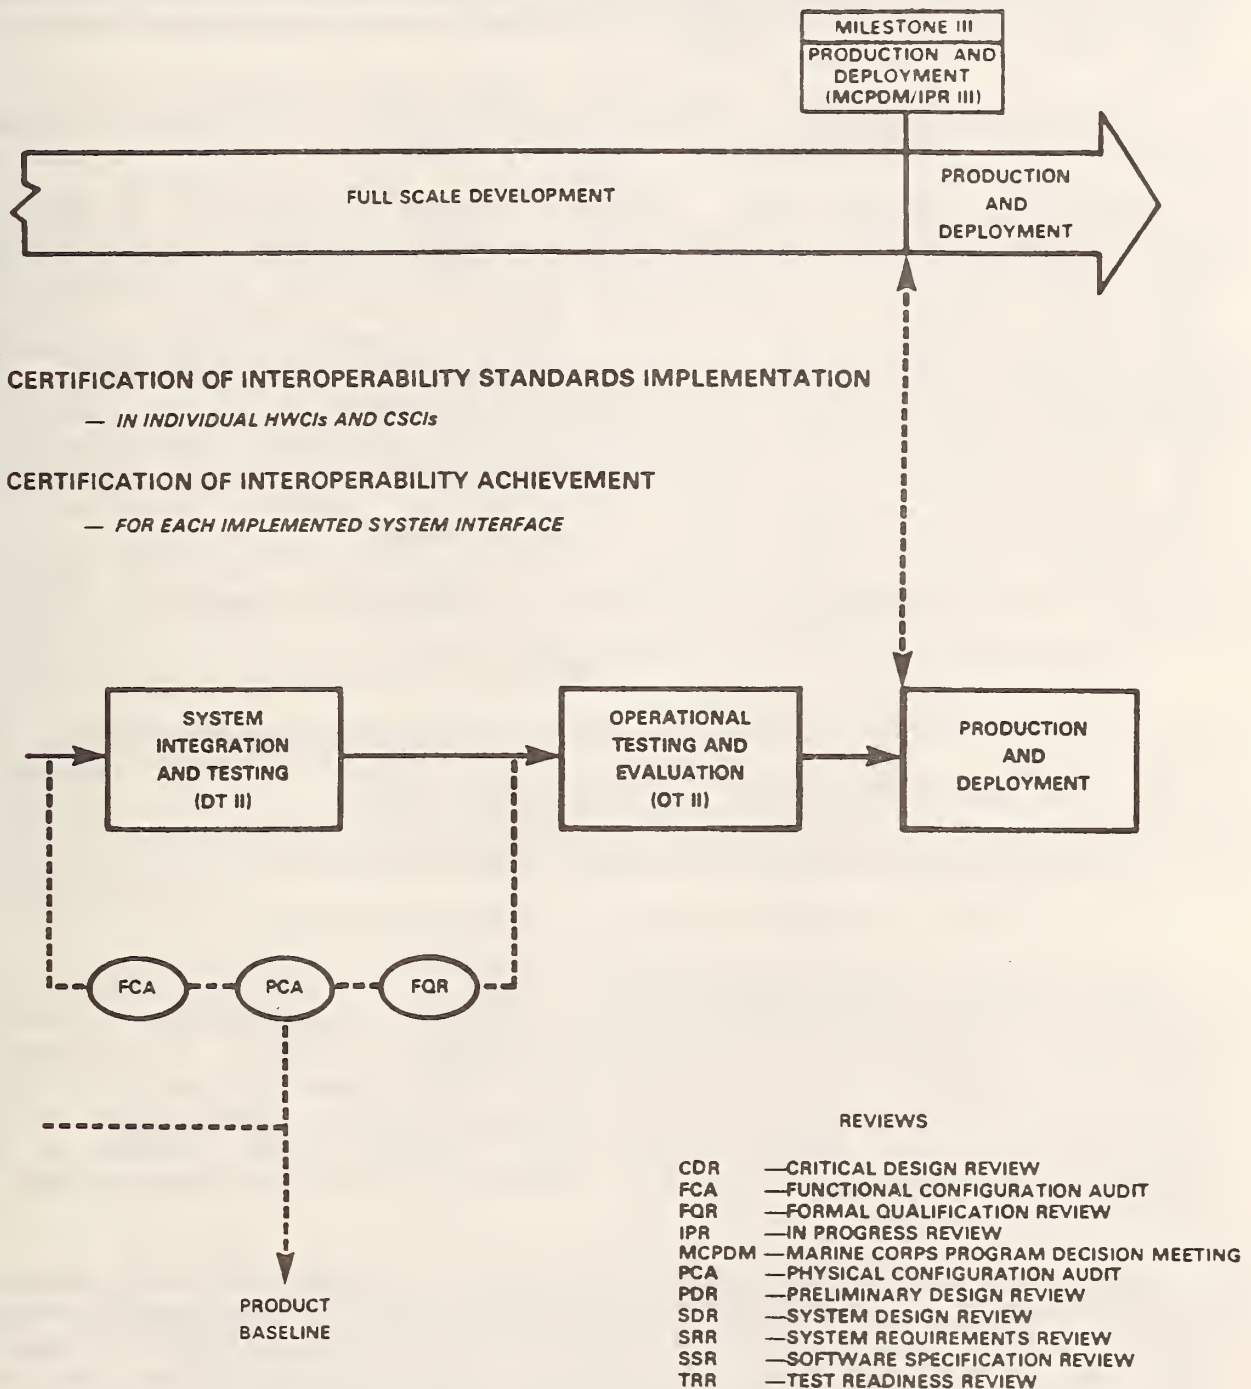 MILESTONE III
PRODUCTION AND
DEPLOYMENT
(MCPDM/IPR III)
FULL SCALE DEVELOPMENT
PRODUCTION
AND
DEPLOYMENT
CERTIFICATION OF INTEROPERABILITY STANDARDS IMPLEMENTATION
— IN INDIVIDUAL HWCIs AND CSCIs
CERTIFICATION OF INTEROPERABILITY ACHIEVEMENT
— FOR EACH IMPLEMENTED SYSTEM INTERFACE
SYSTEM
INTEGRATION
AND TESTING
(DT II)
OPERATIONAL
TESTING AND
EVALUATION
(OT II)
PRODUCTION
AND
DEPLOYMENT
FCA
PCA
FQR
PRODUCT
BASELINE
REVIEWS
CDR —CRITICAL DESIGN REVIEW
FCA —FUNCTIONAL CONFIGURATION AUDIT
FQR —FORMAL QUALIFICATION REVIEW
IPR —IN PROGRESS REVIEW
MCPDM —MARINE CORPS PROGRAM DECISION MEETING
PCA —PHYSICAL CONFIGURATION AUDIT
PDR —PRELIMINARY DESIGN REVIEW
SDR —SYSTEM DESIGN REVIEW
SRR —SYSTEM REQUIREMENTS REVIEW
SSR —SOFTWARE SPECIFICATION REVIEW
TRR —TEST READINESS REVIEW